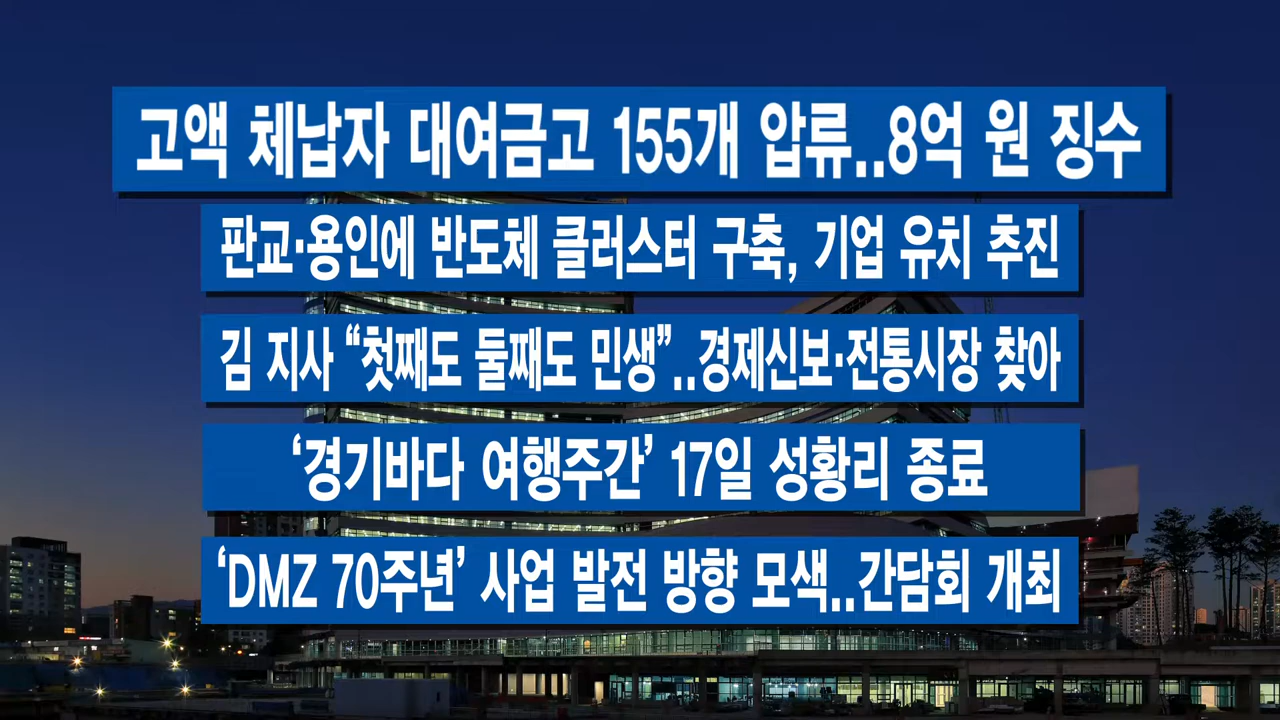 고액 체납자 대여금고 155개 압류..8억 원 징수
판교·용인에 반도체 클러스터 구축, 기업 유치 추진
김 지사 “첫째도 둘째도 민생”..경제신보·전통시장 찾아
‘경기바다 여행주간’ 17일 성황리 종료
‘DMZ 70주년’ 사업 발전 방향 모색..간담회 개최